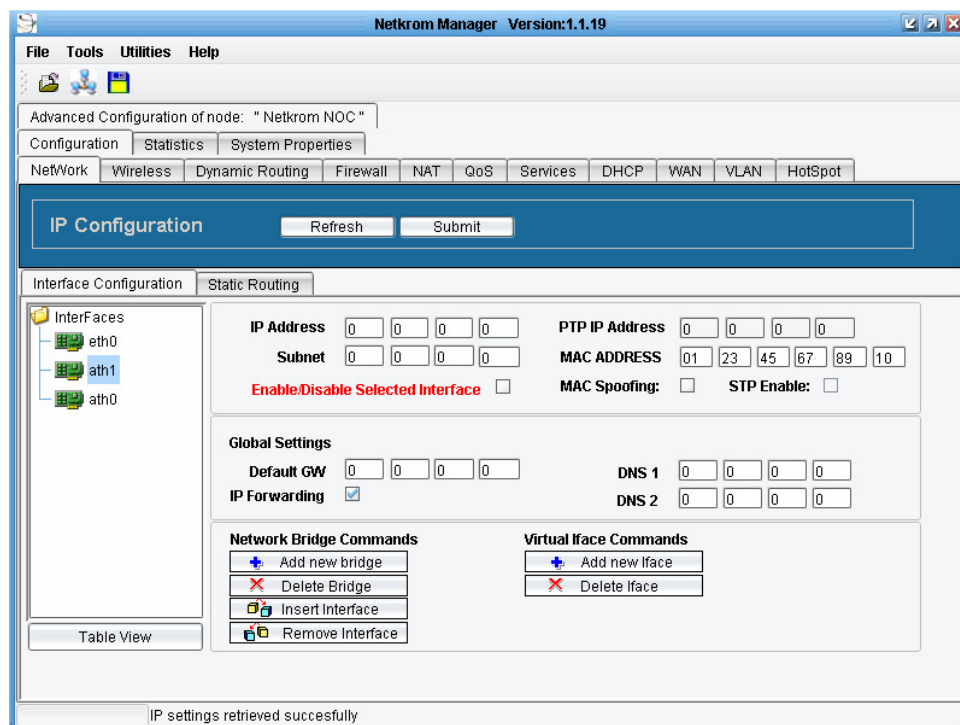 Netkrom Manager Version:1.1.19
File Tools Utilities Help
Advanced Configuration of node: " Netkrom NOC "
Configuration Statistics System Properties
NetWork Wireless Dynamic Routing Firewall NAT QoS Services DHCP WAN VLAN HotSpot
IP Configuration Refresh Submit
Interface Configuration Static Routing
InterFaces
eth0
ath1
ath0
Table View
IP Address 0 0 0 0 PTP IP Address 0 0 0 0
Subnet 0 0 0 0 MAC ADDRESS 01 23 45 67 89 10
Enable/Disable Selected Interface MAC Spoofing: STP Enable:
Global Settings
Default GW 0 0 0 0 DNS 1 0 0 0 0
IP Forwarding DNS 2 0 0 0 0
Network Bridge Commands Virtual Iface Commands
Add new bridge Add new Iface
Delete Bridge Delete Iface
Insert Interface
Remove Interface
IP settings retrieved succesfully